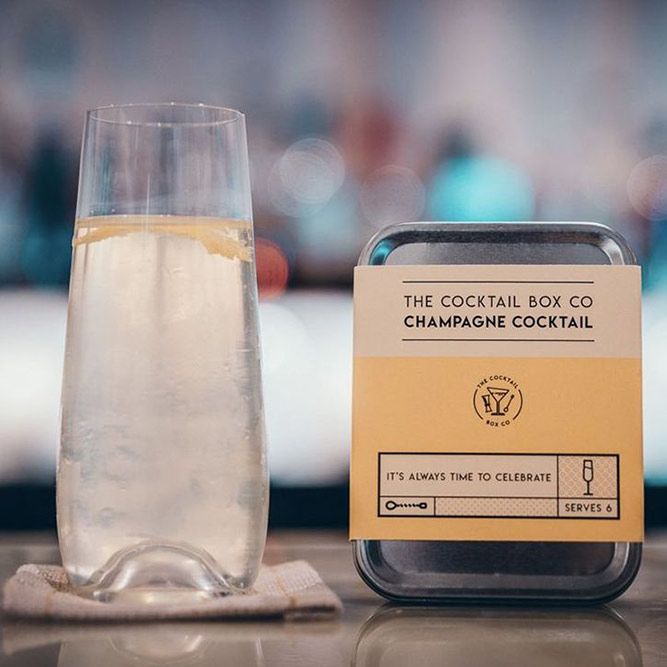 THE COCKTAIL BOX CO
CHAMPAGNE COCKTAIL
THE COCKTAIL
BOX CO
IT'S ALWAYS TIME TO CELEBRATE
SERVES 6